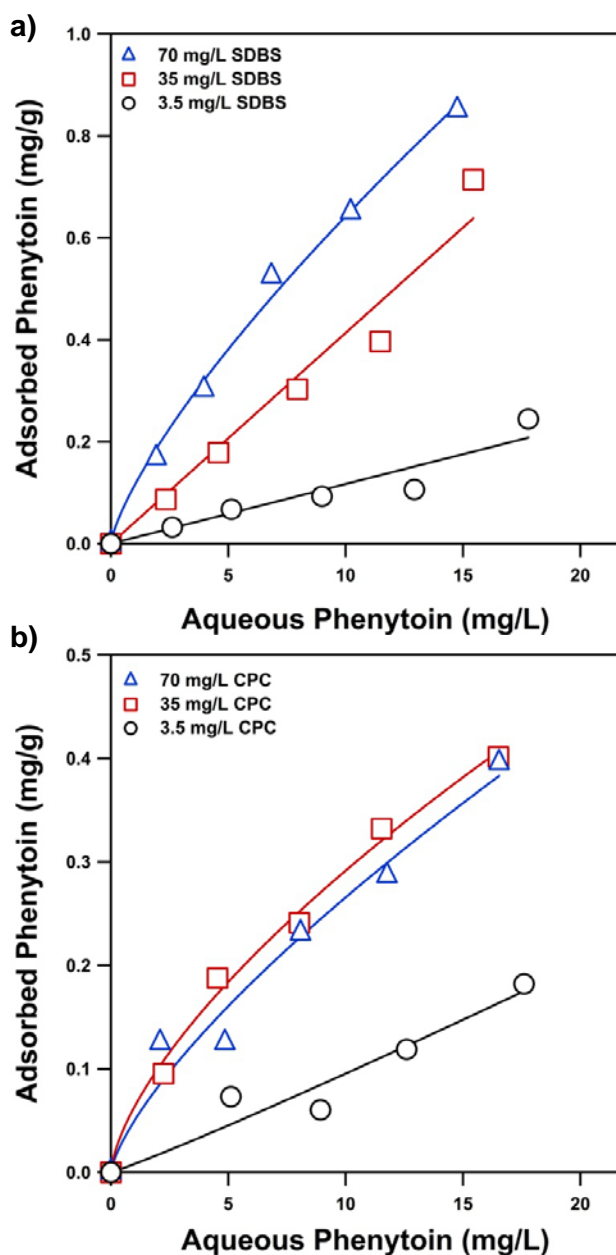 a)
1.0
70 mg/L SDBS
35 mg/L SDBS
3.5 mg/L SDBS
0.8
0.6
0.4
0.2
0.0
Adsorbed Phenytoin (mg/g)
0 5 10 15 20
Aqueous Phenytoin (mg/L)
b)
0.5
70 mg/L CPC
35 mg/L CPC
3.5 mg/L CPC
0.4
0.3
0.2
0.1
0.0
Adsorbed Phenytoin (mg/g)
0 5 10 15 20
Aqueous Phenytoin (mg/L)